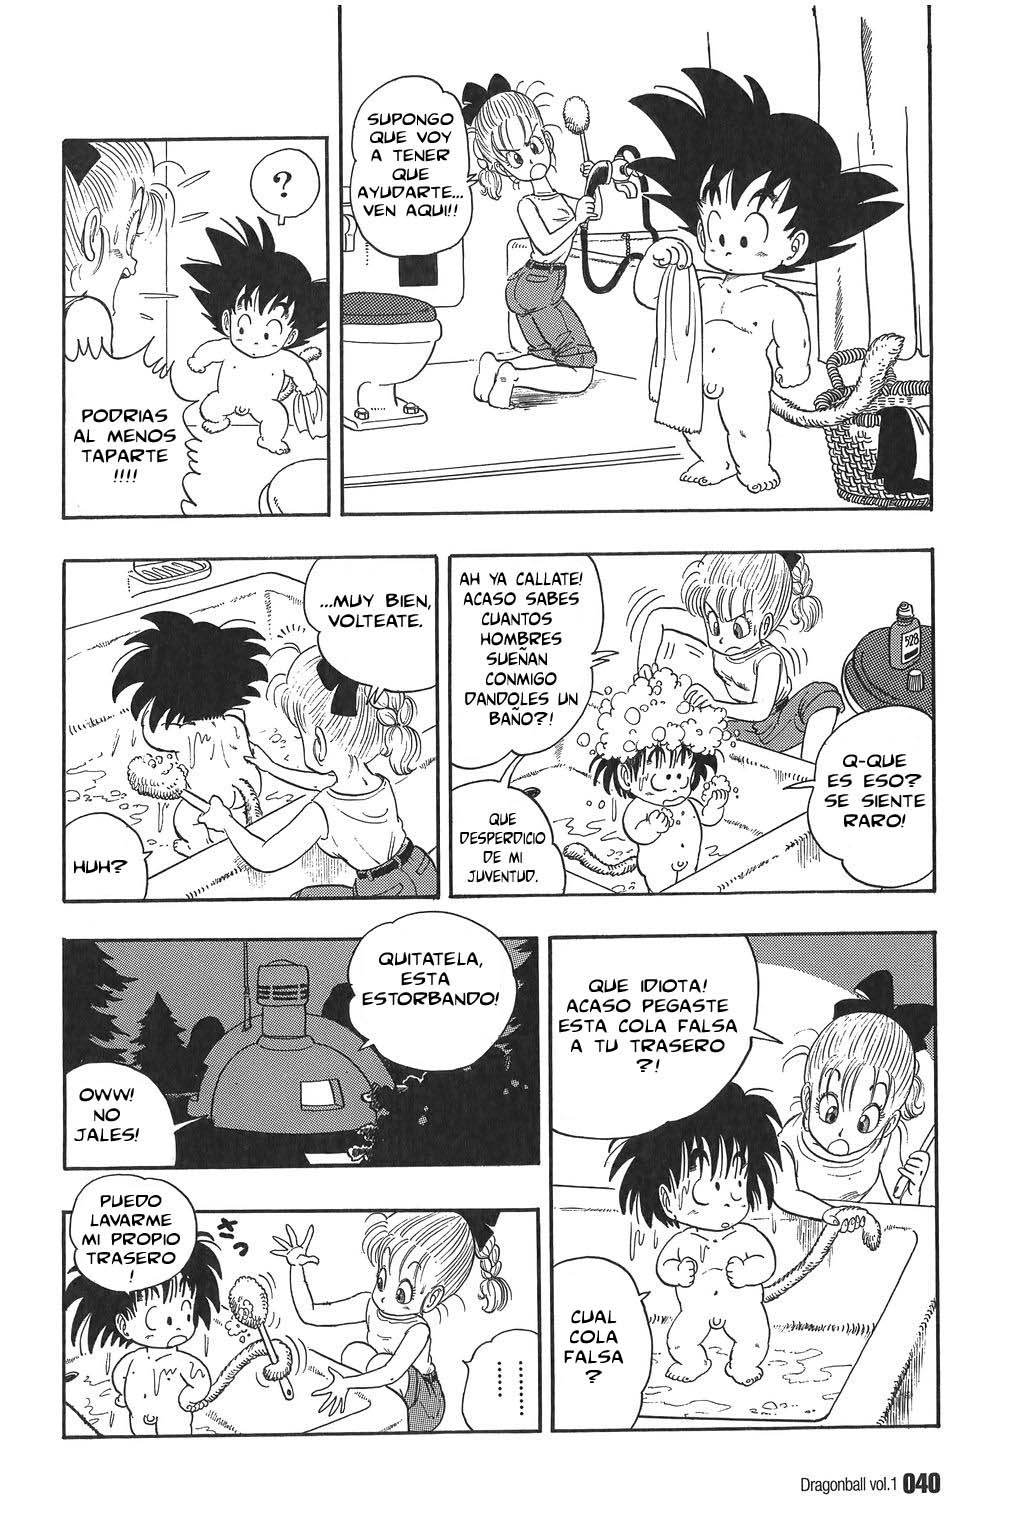 SUPONGO
QUE VOY
A TENER
QUE
AYUDARTE...
VEN AQUI!!
?
PODRIAS
AL MENOS
TAPARTE
!!!!
AH YA CALLATE!
ACASO SABES
CUANTOS
HOMBRES
SUEÑAN
CONMIGO
DANDOLES UN
BAÑO?!
528
Q-QUE
ES ESO?
SE SIENTE
RARO!
QUE
DESPERDICIO
DE MI
JUVENTUD.
...MUY BIEN,
VOLTEATE.
HUH?
QUE IDIOTA!
ACASO PEGASTE
ESTA COLA FALSA
A TU TRASERO
?!
CUAL
COLA
FALSA
?
QUITATELA,
ESTA
ESTORBANDO!
OWW!
NO
JALES!
PUEDO
LAVARME
MI PROPIO
TRASERO
!
.......
........
Dragonball vol.1 040